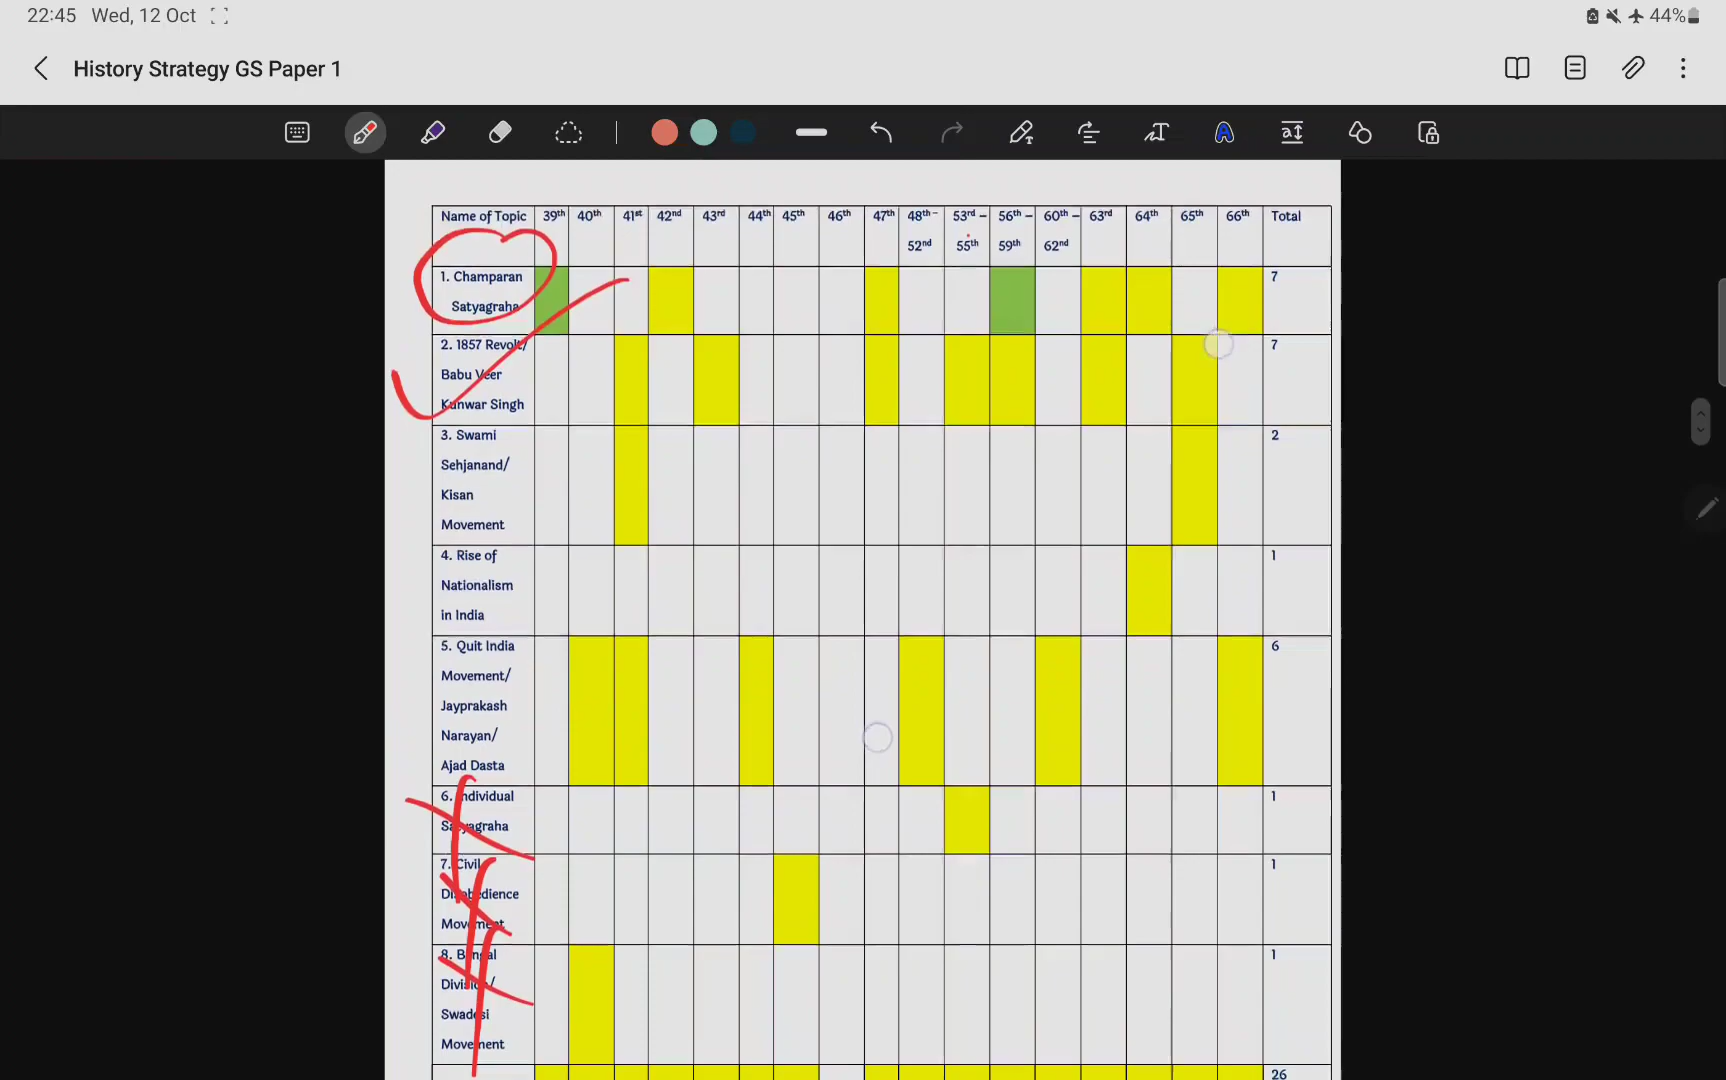 22:45 Wed, 12 Oct
44%
History Strategy GS Paper 1
Name of Topic 39th 40th 41st 42nd 43rd 44th 45th 46th 47th 48th – 52nd 53rd – 55th 56th – 59th 60th – 62nd 63rd 64th 65th 66th Total
1. Champaran 7
Satyagraha
2. 1857 Revolt/ 7
Babu Veer
Kunwar Singh
3. Swami 2
Sehjanand/
Kisan
Movement
4. Rise of 1
Nationalism
in India
5. Quit India 6
Movement/
Jayprakash
Narayan/
Ajad Dasta
6. Individual 1
Satyagraha
7. Civil 1
Disobedience
Movement
8. Bengal 1
Division/
Swadesi
Movement
26